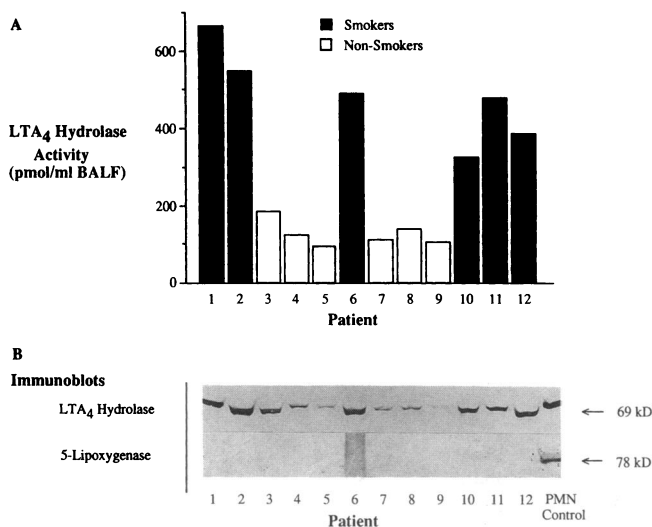 A
Smokers
Non-Smokers
LTA4 Hydrolase
Activity
(pmol/ml BALF)
600
400
200
0
1 2 3 4 5 6 7 8 9 10 11 12
Patient
B
Immunoblots
LTA4 Hydrolase
← 69 kD
5-Lipoxygenase
← 78 kD
1 2 3 4 5 6 7 8 9 10 11 12 PMN
Control
Patient